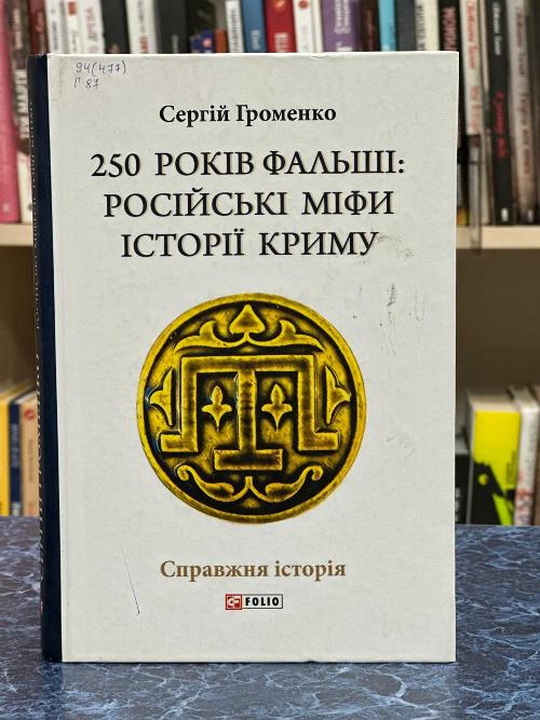 94(477)
Г 87
Сергій Громенко
250 РОКІВ ФАЛЬШІ:
РОСІЙСЬКІ МІФИ
ІСТОРІЇ КРИМУ
Справжня історія
FOLIO